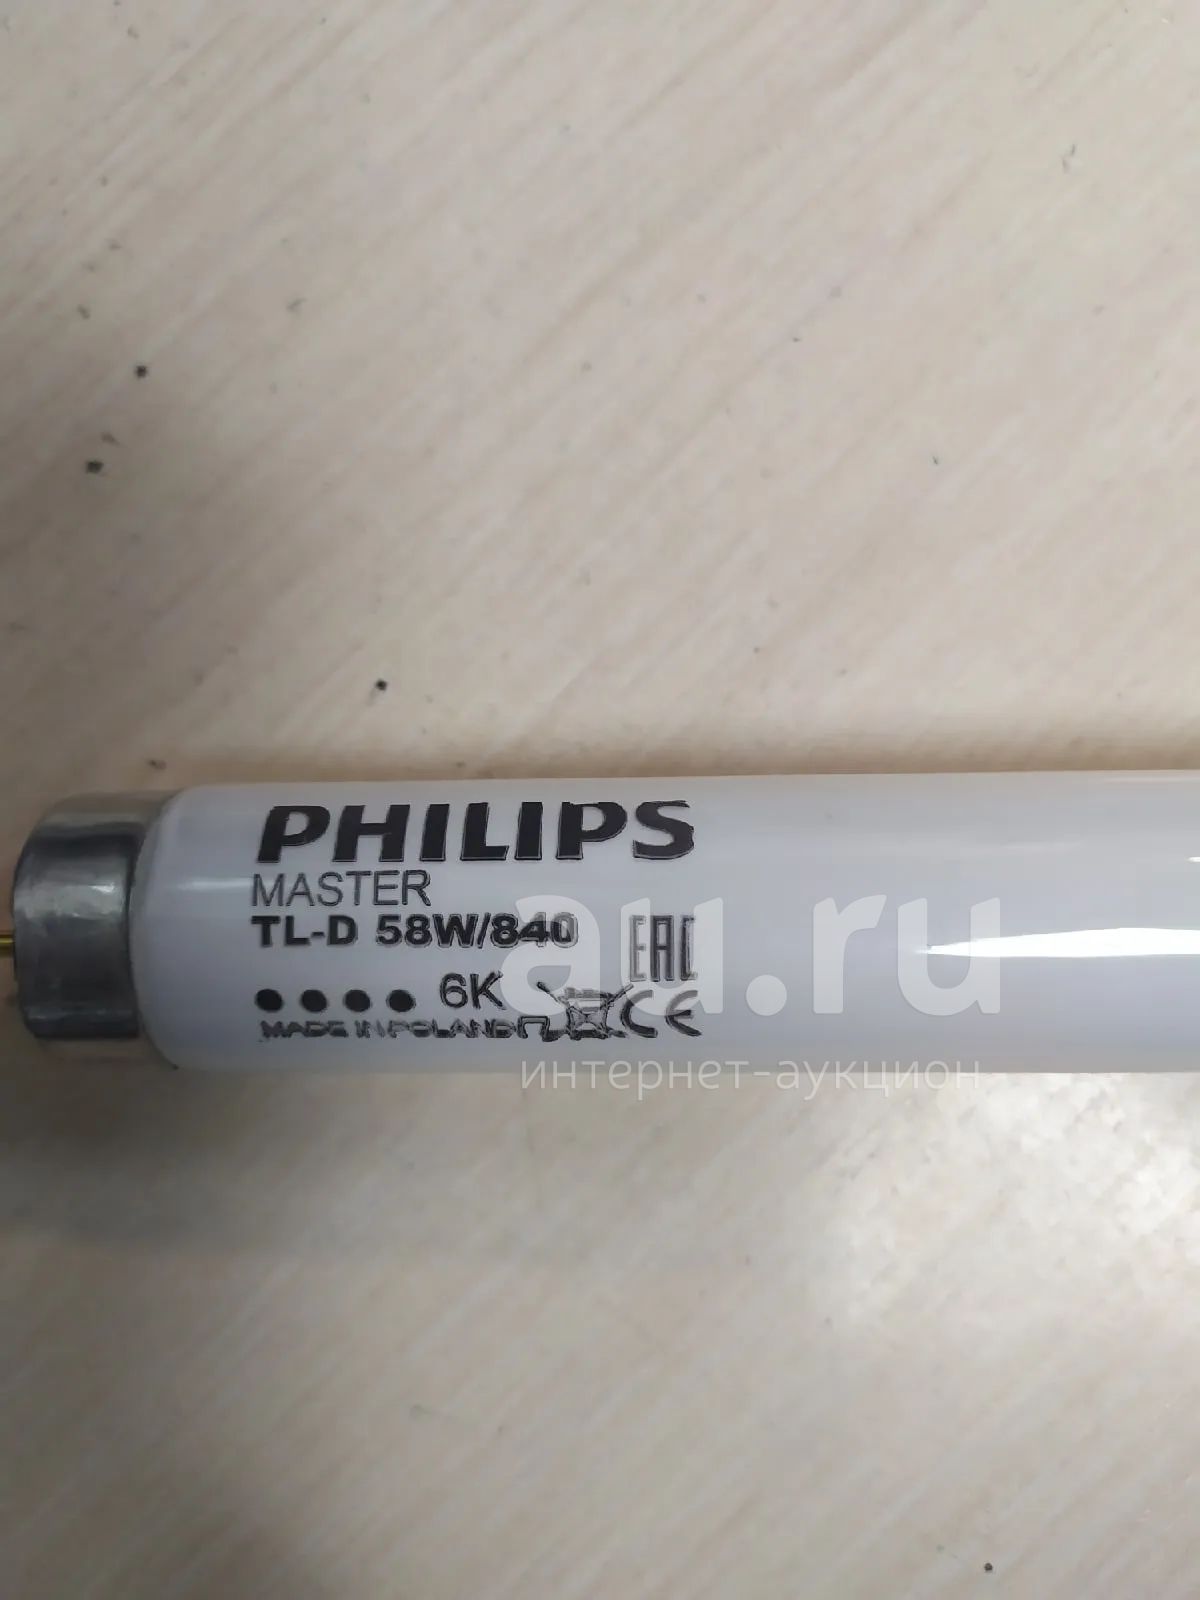 PHILIPS
MASTER
TL-D 58W/840
EAC
6K
CE
MADE IN POLAND
au.ru
интернет-аукцион